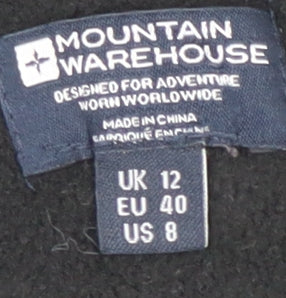 MOUNTAIN
WAREHOUSE
DESIGNED FOR ADVENTURE
WORN WORLDWIDE
MADE IN CHINA
FABRIQUÉ EN CHINE
UK 12
EU 40
US 8